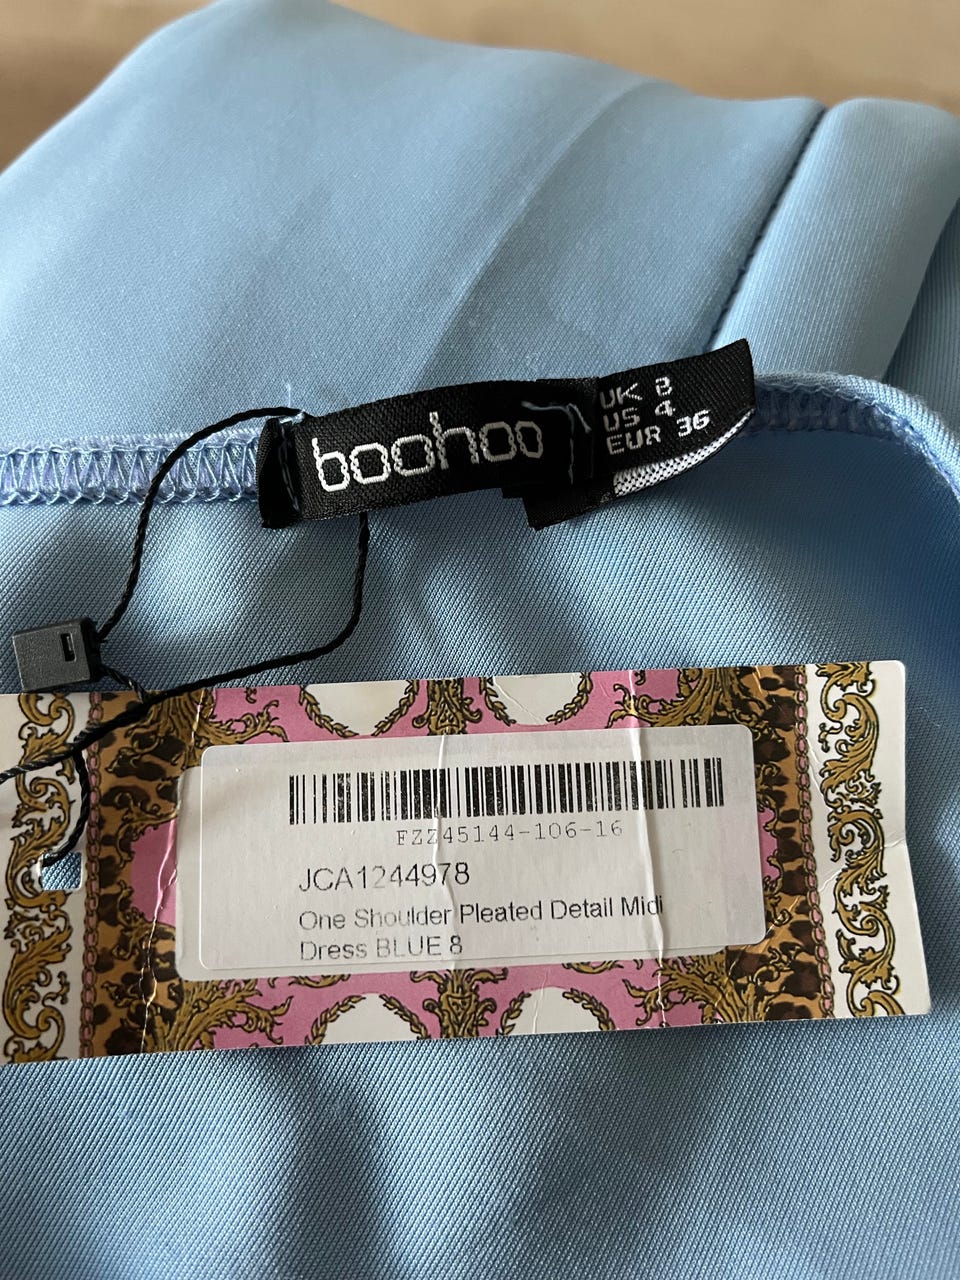 boohoo
UK 8
US 4
EUR 36
FZZ45144-106-16
JCA1244978
One Shoulder Pleated Detail Midi
Dress BLUE 8